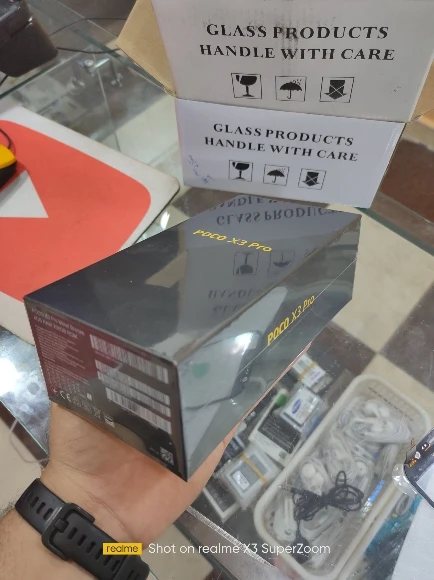 GLASS PRODUCTS
HANDLE WITH CARE
GLASS PRODUCTS
HANDLE WITH CARE
POCO X3 Pro
POCO X3 Pro
CE
realme
Shot on realme X3 SuperZoom